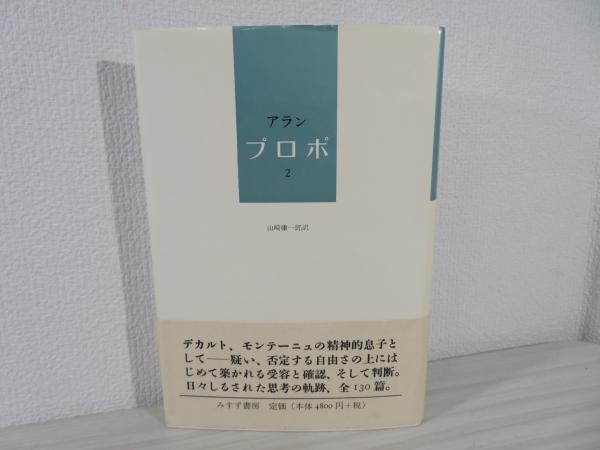 アラン
プロポ
2
山崎庸一郎訳
デカルト、モンテーニュの精神的息子と
して――疑い、否定する自由さの上には
じめて築かれる受容と確認、そして判断。
日々しるされた思考の軌跡、全130篇。
みすず書房 定価(本体4800円+税)